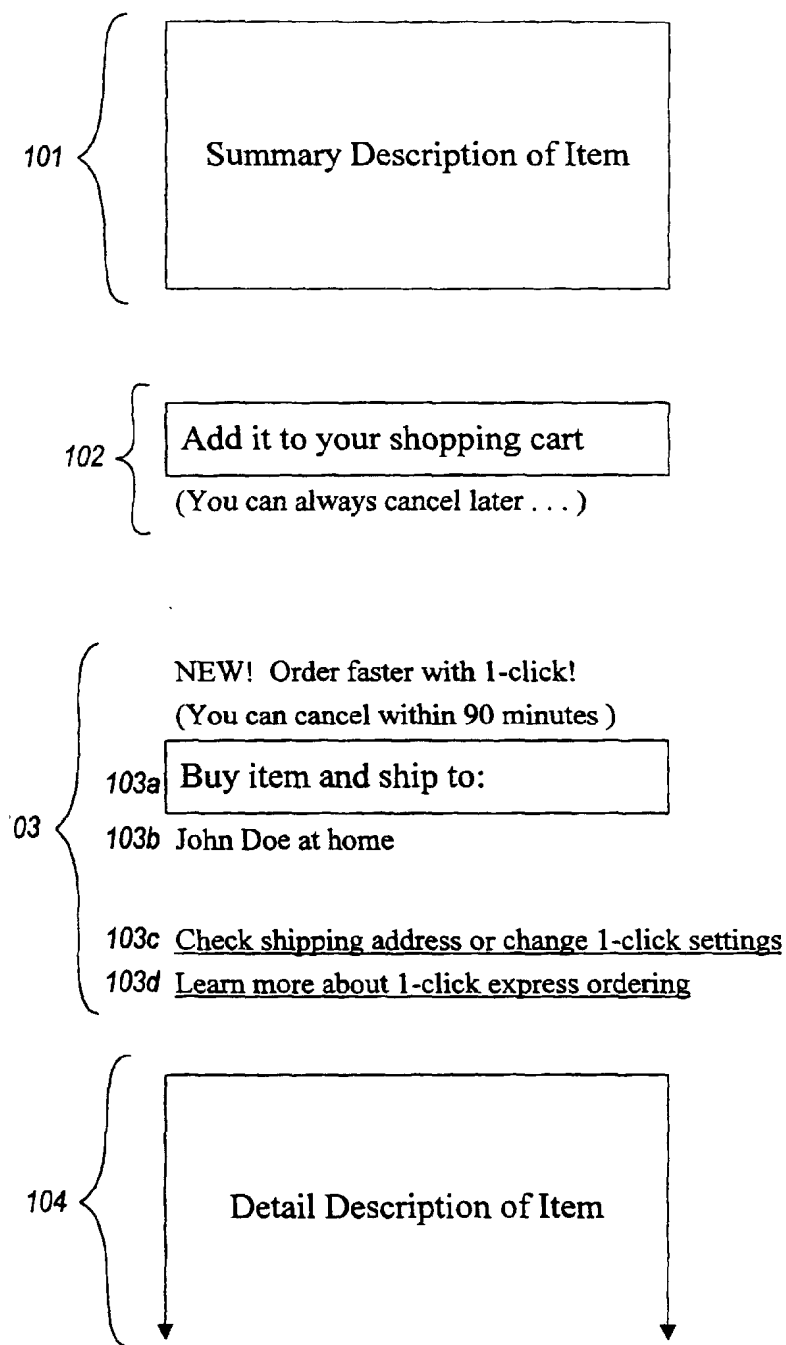 101
Summary Description of Item
102
Add it to your shopping cart
(You can always cancel later . . . )
NEW! Order faster with 1-click!
(You can cancel within 90 minutes )
103a Buy item and ship to:
03
103b John Doe at home
103c Check shipping address or change 1-click settings
103d Learn more about 1-click express ordering
104
Detail Description of Item